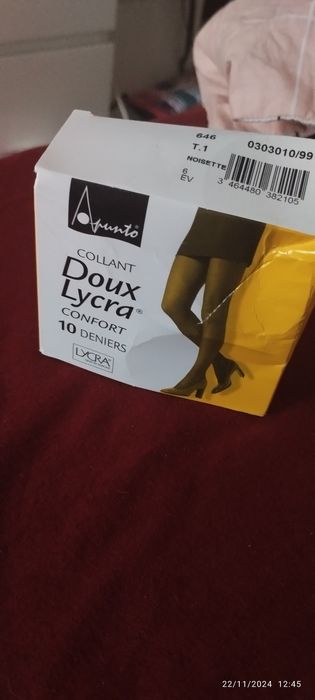 646
T.1
0303010/99
NOISETTE
6
EV
3 464480 382105
Apunto®
COLLANT
Doux
Lycra®
CONFORT
10 DENIERS
LYCRA®
22/11/2024 12:45